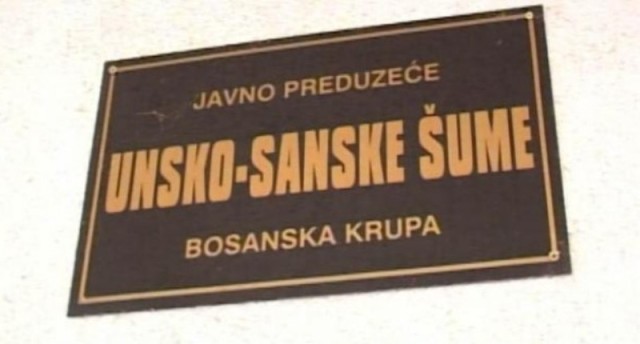 JAVNO PREDUZEĆE
UNSKO-SANSKE ŠUME
BOSANSKA KRUPA